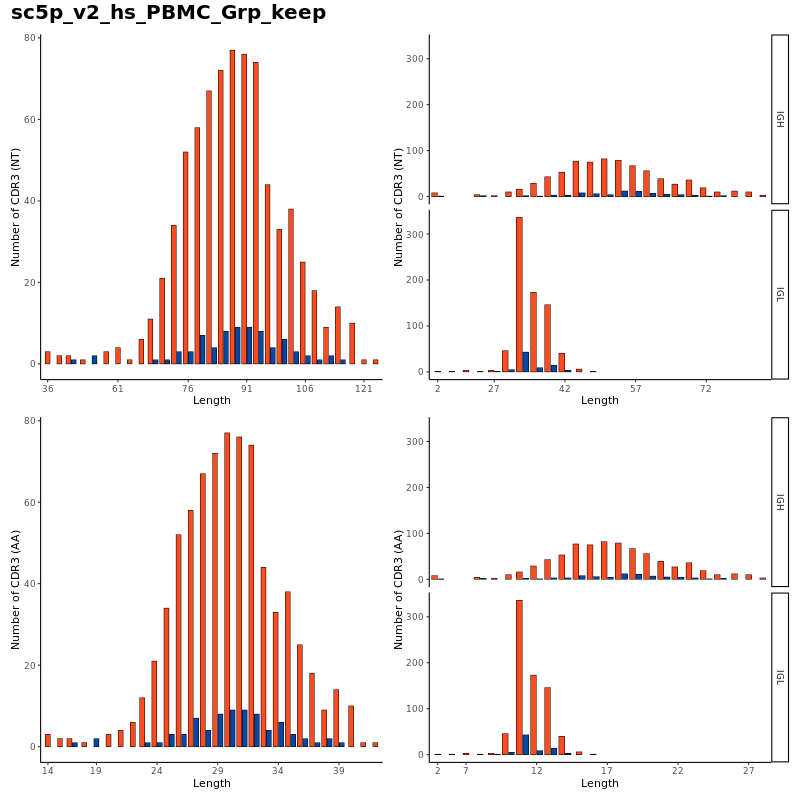 sc5p_v2_hs_PBMC_Grp_keep
Number of CDR3 (NT)
80
60
40
20
0
36 61 76 91 106 121
Length
Number of CDR3 (NT)
300
200
100
0
IGH
300
200
100
0
IGL
2 27 42 57 72
Length
Number of CDR3 (AA)
80
60
40
20
0
14 19 24 29 34 39
Length
Number of CDR3 (AA)
300
200
100
0
IGH
300
200
100
0
IGL
2 7 12 17 22 27
Length